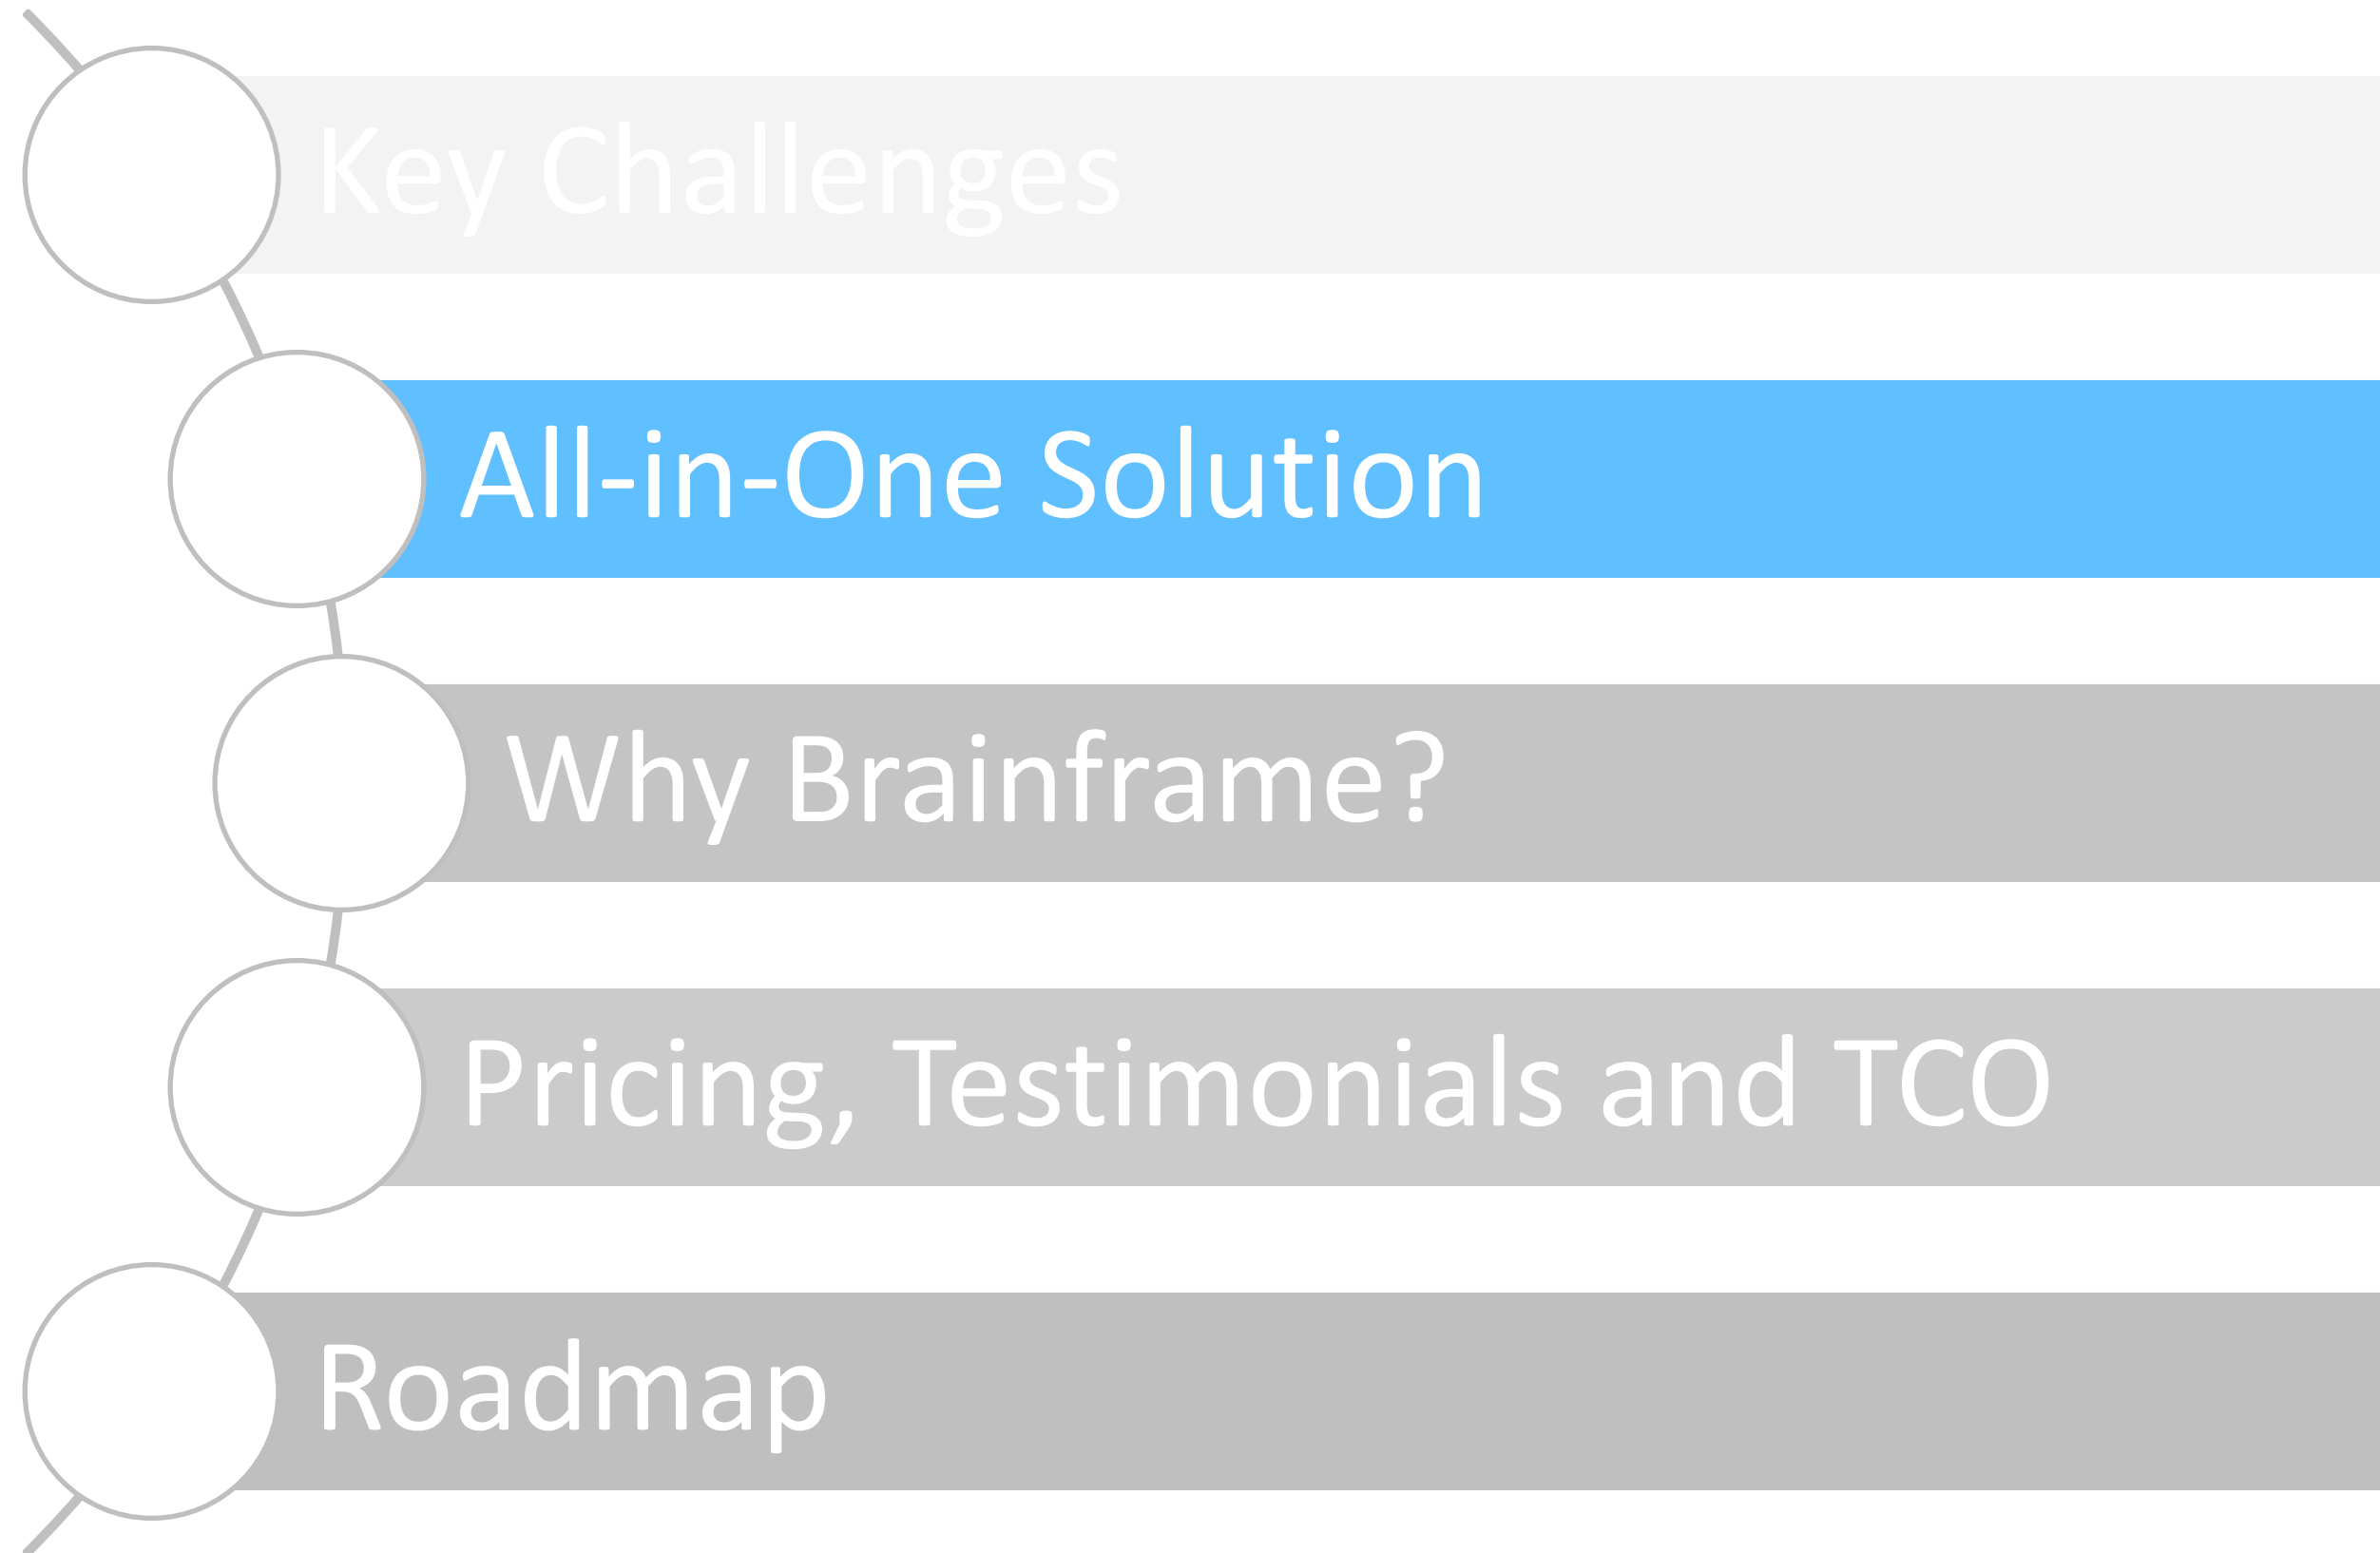 Key Challenges
All-in-One Solution
Why Brainframe?
Pricing, Testimonials and TCO
Roadmap